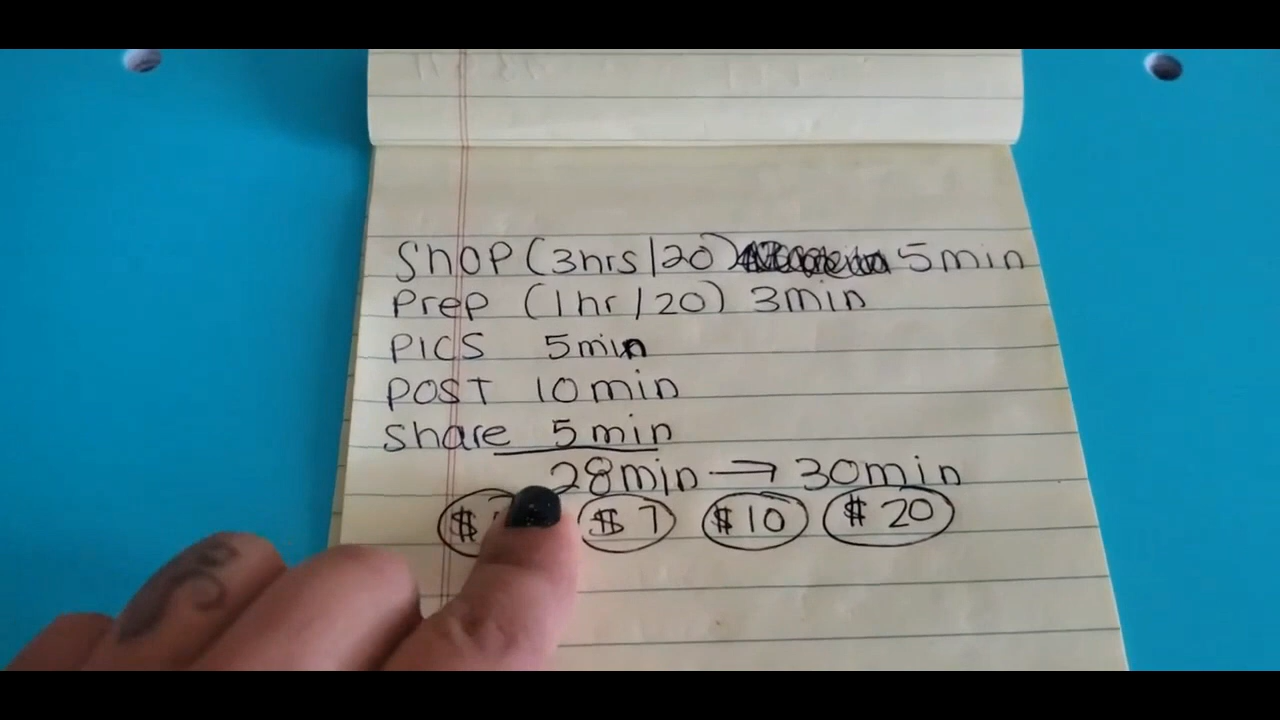 Shop (3hrs/20) 5min
Prep (1hr/20) 3min
PICS 5min
POST 10min
Share 5min
28min → 30min
$ $7 $10 $20